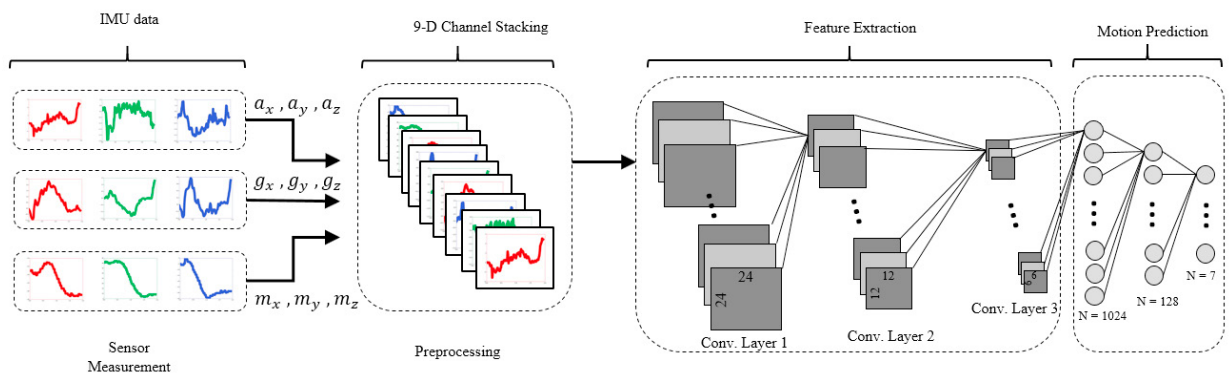 IMU data
9-D Channel Stacking
Feature Extraction
Motion Prediction
a_x , a_y , a_z
g_x , g_y , g_z
m_x , m_y , m_z
24
24
12
12
6
6
N = 1024
N = 128
N = 7
Conv. Layer 1
Conv. Layer 2
Conv. Layer 3
Sensor
Measurement
Preprocessing